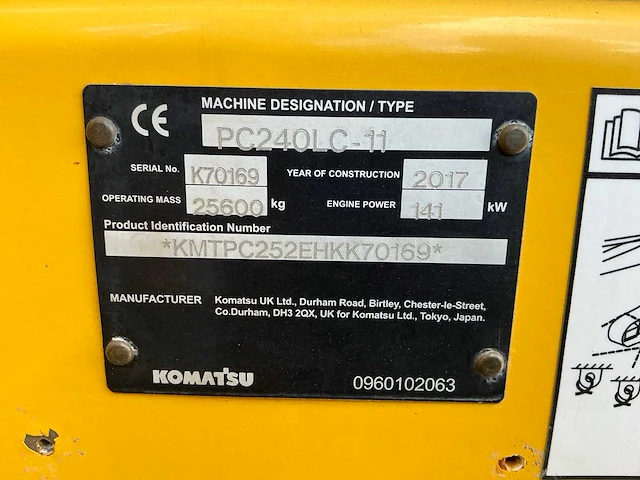 CE
MACHINE DESIGNATION / TYPE
PC240LC-11
SERIAL No. K70169 YEAR OF CONSTRUCTION 2017
OPERATING MASS 25600 kg ENGINE POWER 141 kW
Product Identification Number
*KMTPC252EHKK70169*
MANUFACTURER Komatsu UK Ltd., Durham Road, Birtley, Chester-le-Street,
Co.Durham, DH3 2QX, UK for Komatsu Ltd., Tokyo, Japan.
KOMATSU 0960102063